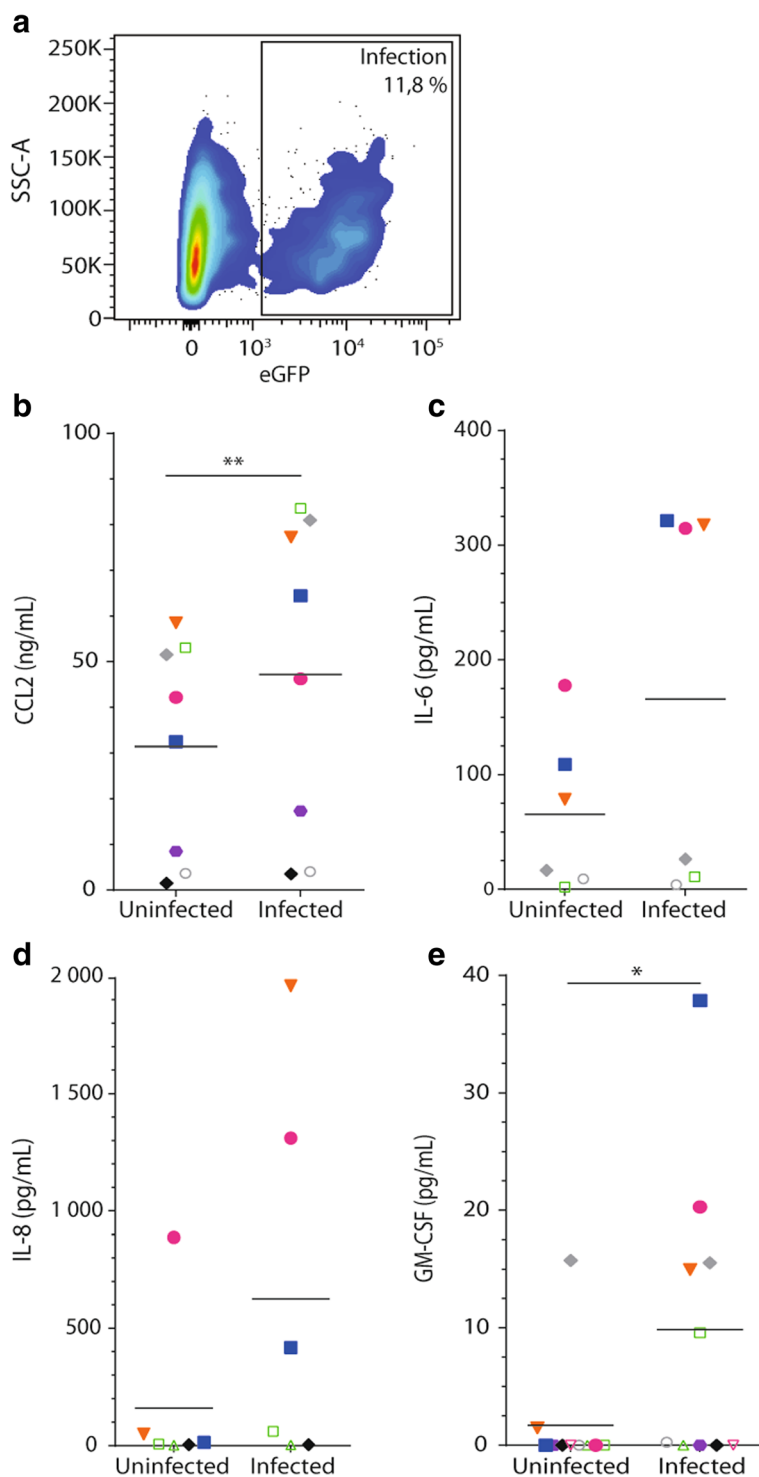 a
250K
200K
150K
100K
50K
0
SSC-A
Infection
11,8 %
0 10³ 10⁴ 10⁵
eGFP
b
100
50
0
CCL2 (ng/mL)
**
Uninfected Infected
c
400
300
200
100
0
IL-6 (pg/mL)
Uninfected Infected
d
2 000
1 500
1 000
500
0
IL-8 (pg/mL)
Uninfected Infected
e
40
30
20
10
0
GM-CSF (pg/mL)
*
Uninfected Infected